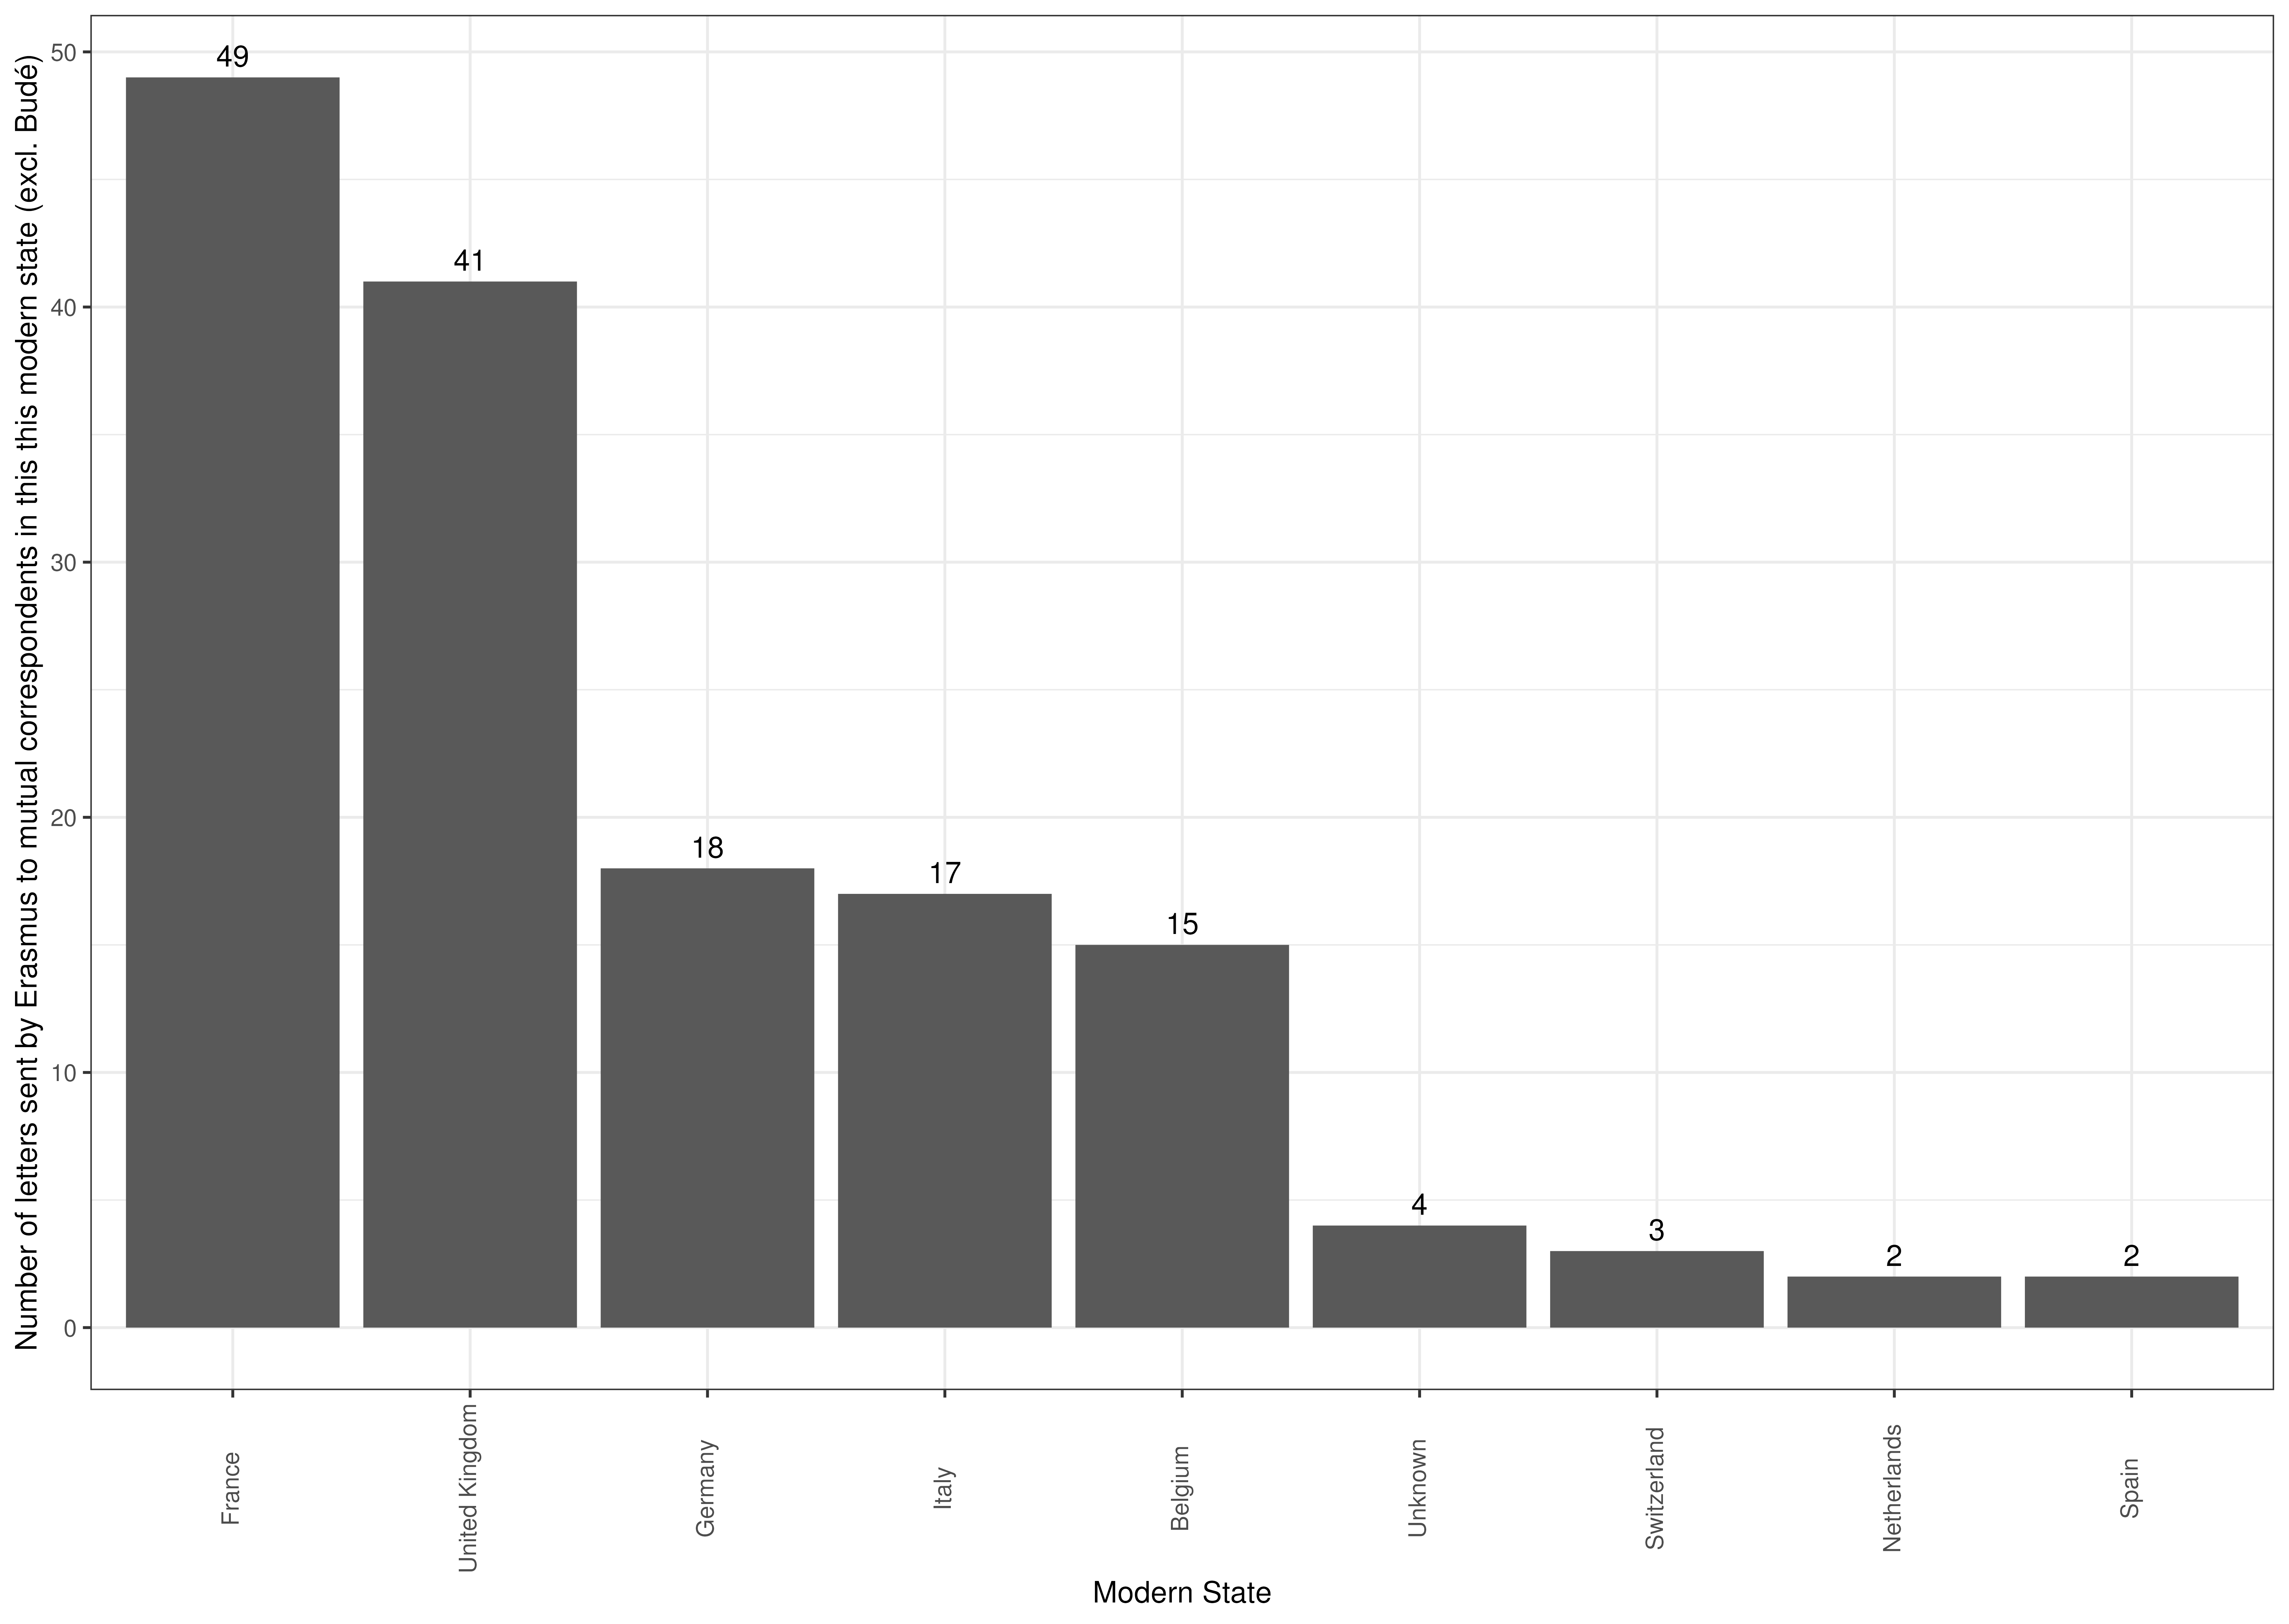 Number of letters sent by Erasmus to mutual correspondents in this this modern state (excl. Budé)
50
40
30
20
10
0
49
41
18
17
15
4
3
2
2
France
United Kingdom
Germany
Italy
Belgium
Unknown
Switzerland
Netherlands
Spain
Modern State